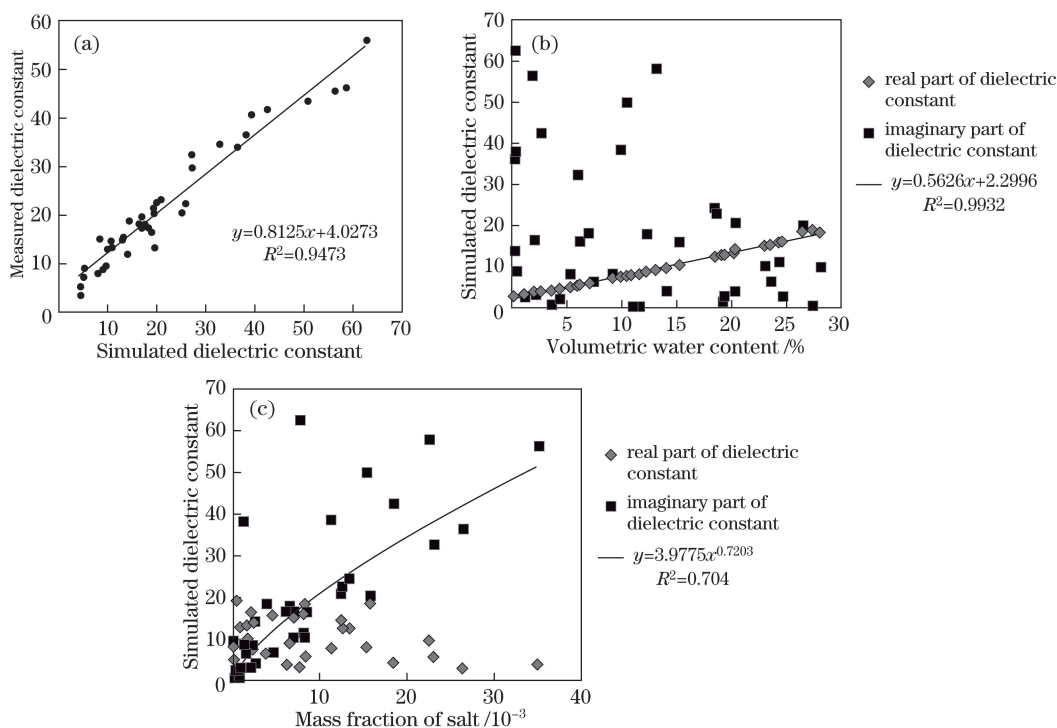 (a)
Measured dielectric constant
60
50
40
30
20
10
0
10 20 30 40 50 60 70
Simulated dielectric constant
y=0.8125x+4.0273
R²=0.9473
(b)
Simulated dielectric constant
70
60
50
40
30
20
10
0
5 10 15 20 25 30
Volumetric water content /%
real part of dielectric
constant
imaginary part of
dielectric constant
y=0.5626x+2.2996
R²=0.9932
(c)
Simulated dielectric constant
70
60
50
40
30
20
10
0
10 20 30 40
Mass fraction of salt /10⁻³
real part of dielectric
constant
imaginary part of
dielectric constant
y=3.9775x^0.7203
R²=0.704